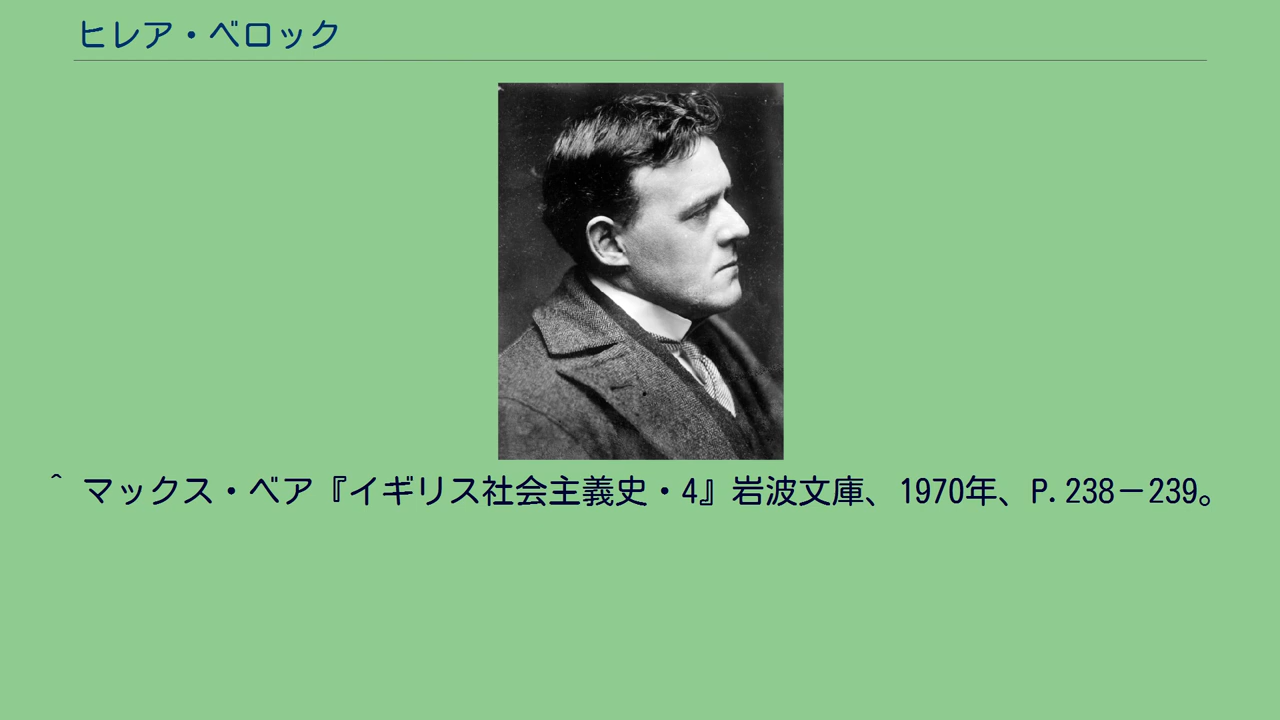 ヒレア・ベロック
^ マックス・ベア『イギリス社会主義史・4』岩波文庫、1970年、P.238－239。